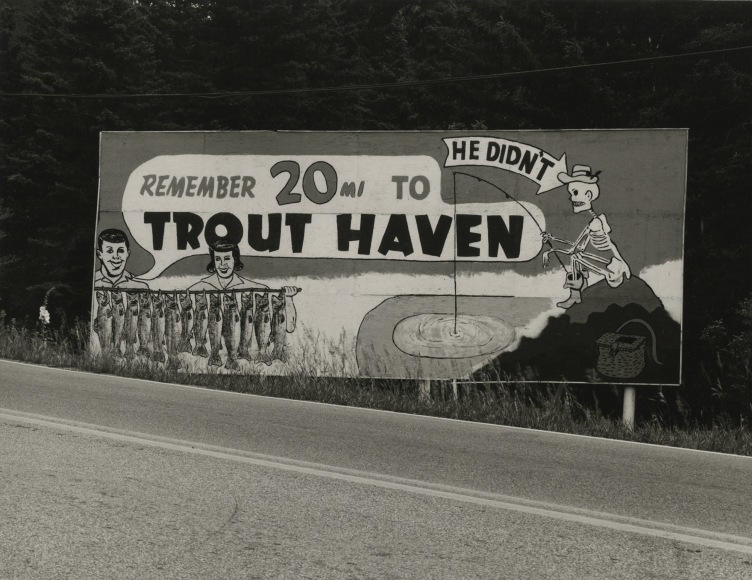 HE DIDN'T
REMEMBER 20 MI TO
TROUT HAVEN